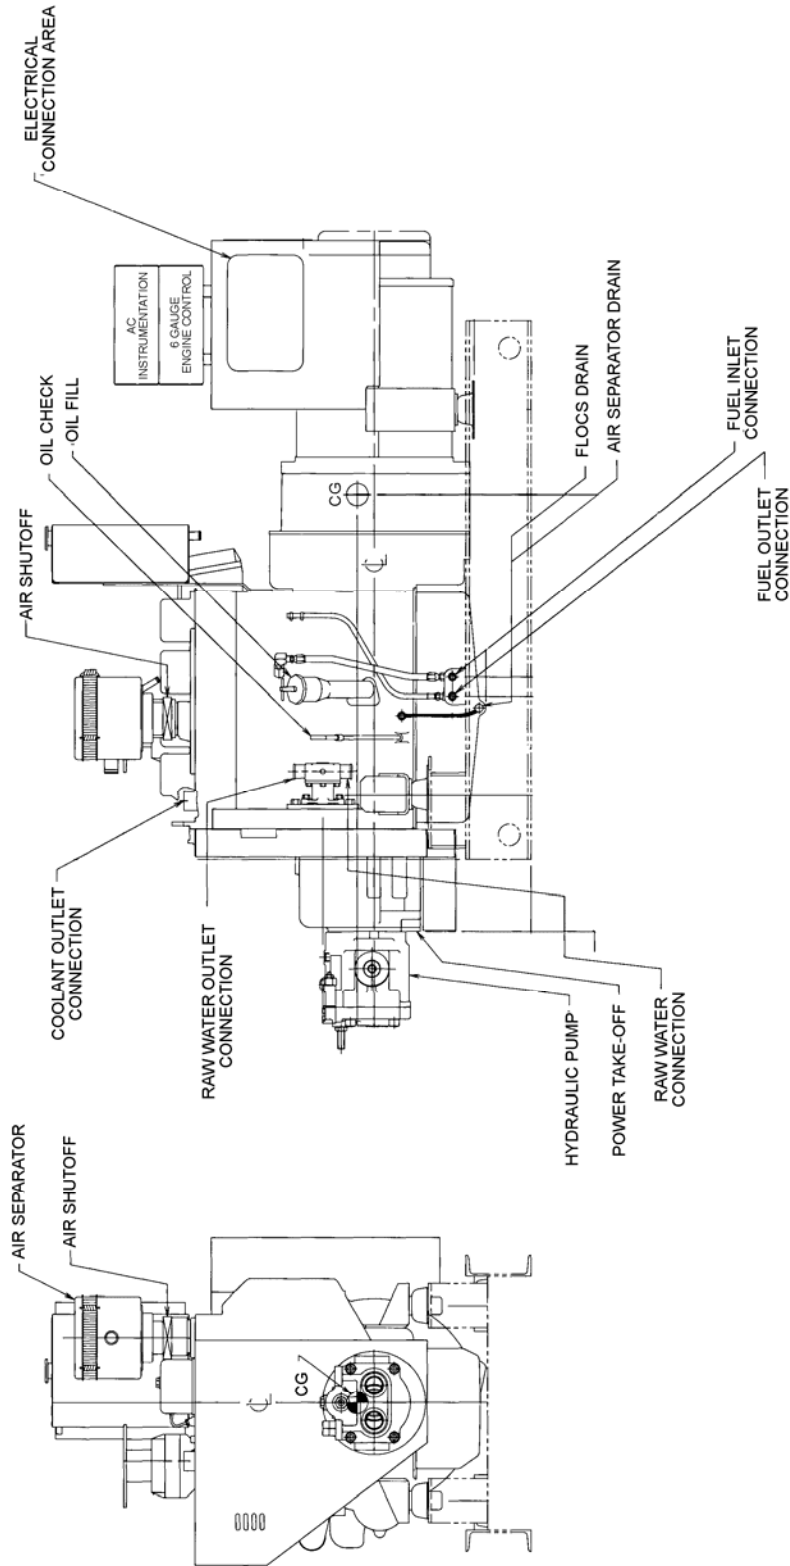 AIR SEPARATOR
AIR SHUTOFF
CG
CL
COOLANT OUTLET
CONNECTION
RAW WATER OUTLET
CONNECTION
AIR SHUTOFF
OIL CHECK
OIL FILL
AC
INSTRUMENTATION
6 GAUGE
ENGINE CONTROL
ELECTRICAL
CONNECTION AREA
CG
CL
HYDRAULIC PUMP
POWER TAKE-OFF
RAW WATER
CONNECTION
FLOCS DRAIN
AIR SEPARATOR DRAIN
FUEL INLET
CONNECTION
FUEL OUTLET
CONNECTION